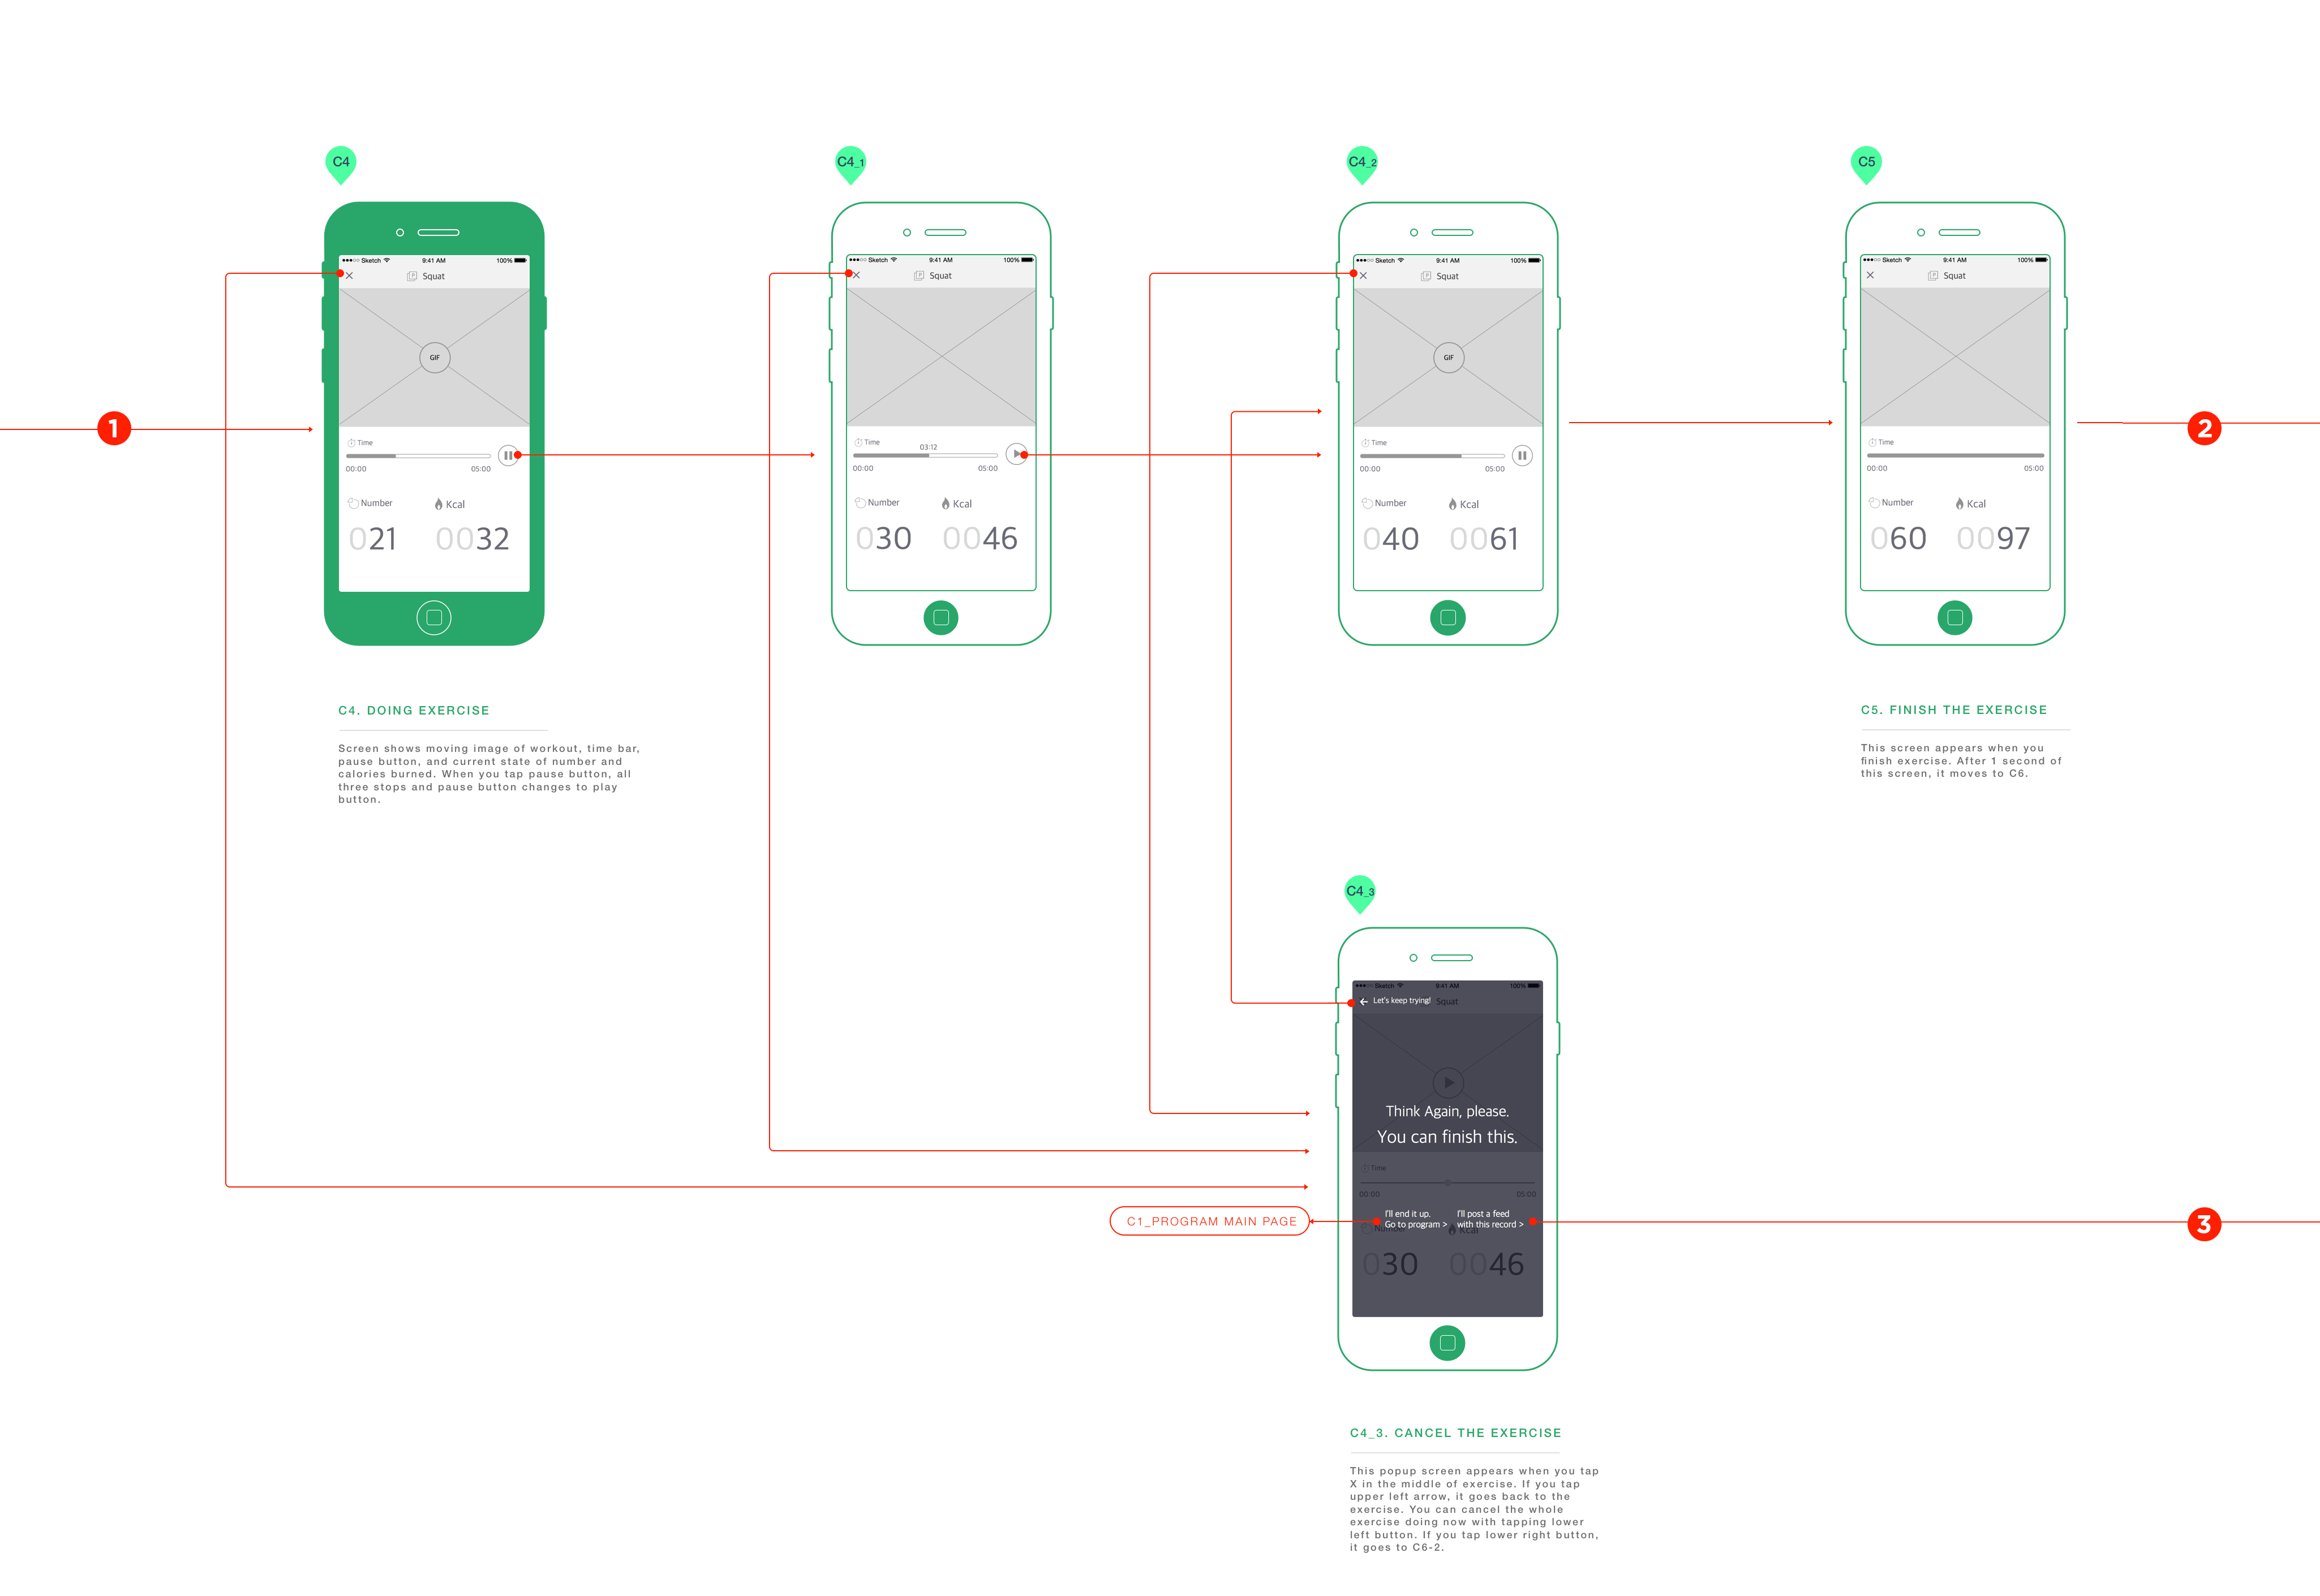 C4
C4_1
C4_2
C5
Sketch 9:41 AM 100%
Squat
GIF
Time
00:00 05:00
Number Kcal
021 0032
Sketch 9:41 AM 100%
P Squat
Time
03:12
00:00 05:00
Number Kcal
030 0046
Sketch 9:41 AM 100%
P Squat
GIF
Time
00:00 05:00
Number Kcal
040 0061
Sketch 9:41 AM 100%
P Squat
Time
00:00 05:00
Number Kcal
060 0097
1
2
C4. DOING EXERCISE
Screen shows moving image of workout, time bar,
pause button, and current state of number and
calories burned. When you tap pause button, all
three stops and pause button changes to play
button.
C5. FINISH THE EXERCISE
This screen appears when you
finish exercise. After 1 second of
this screen, it moves to C6.
C4_3
Sketch 9:41 AM 100%
Let's keep trying! Squat
Think Again, please.
You can finish this.
Time
00:00 05:00
I'll end it up.
Go to program >
I'll post a feed
with this record >
Number Kcal
030 0046
C1_PROGRAM MAIN PAGE
3
C4_3. CANCEL THE EXERCISE
This popup screen appears when you tap
X in the middle of exercise. If you tap
upper left arrow, it goes back to the
exercise. You can cancel the whole
exercise doing now with tapping lower
left button. If you tap lower right button,
it goes to C6-2.